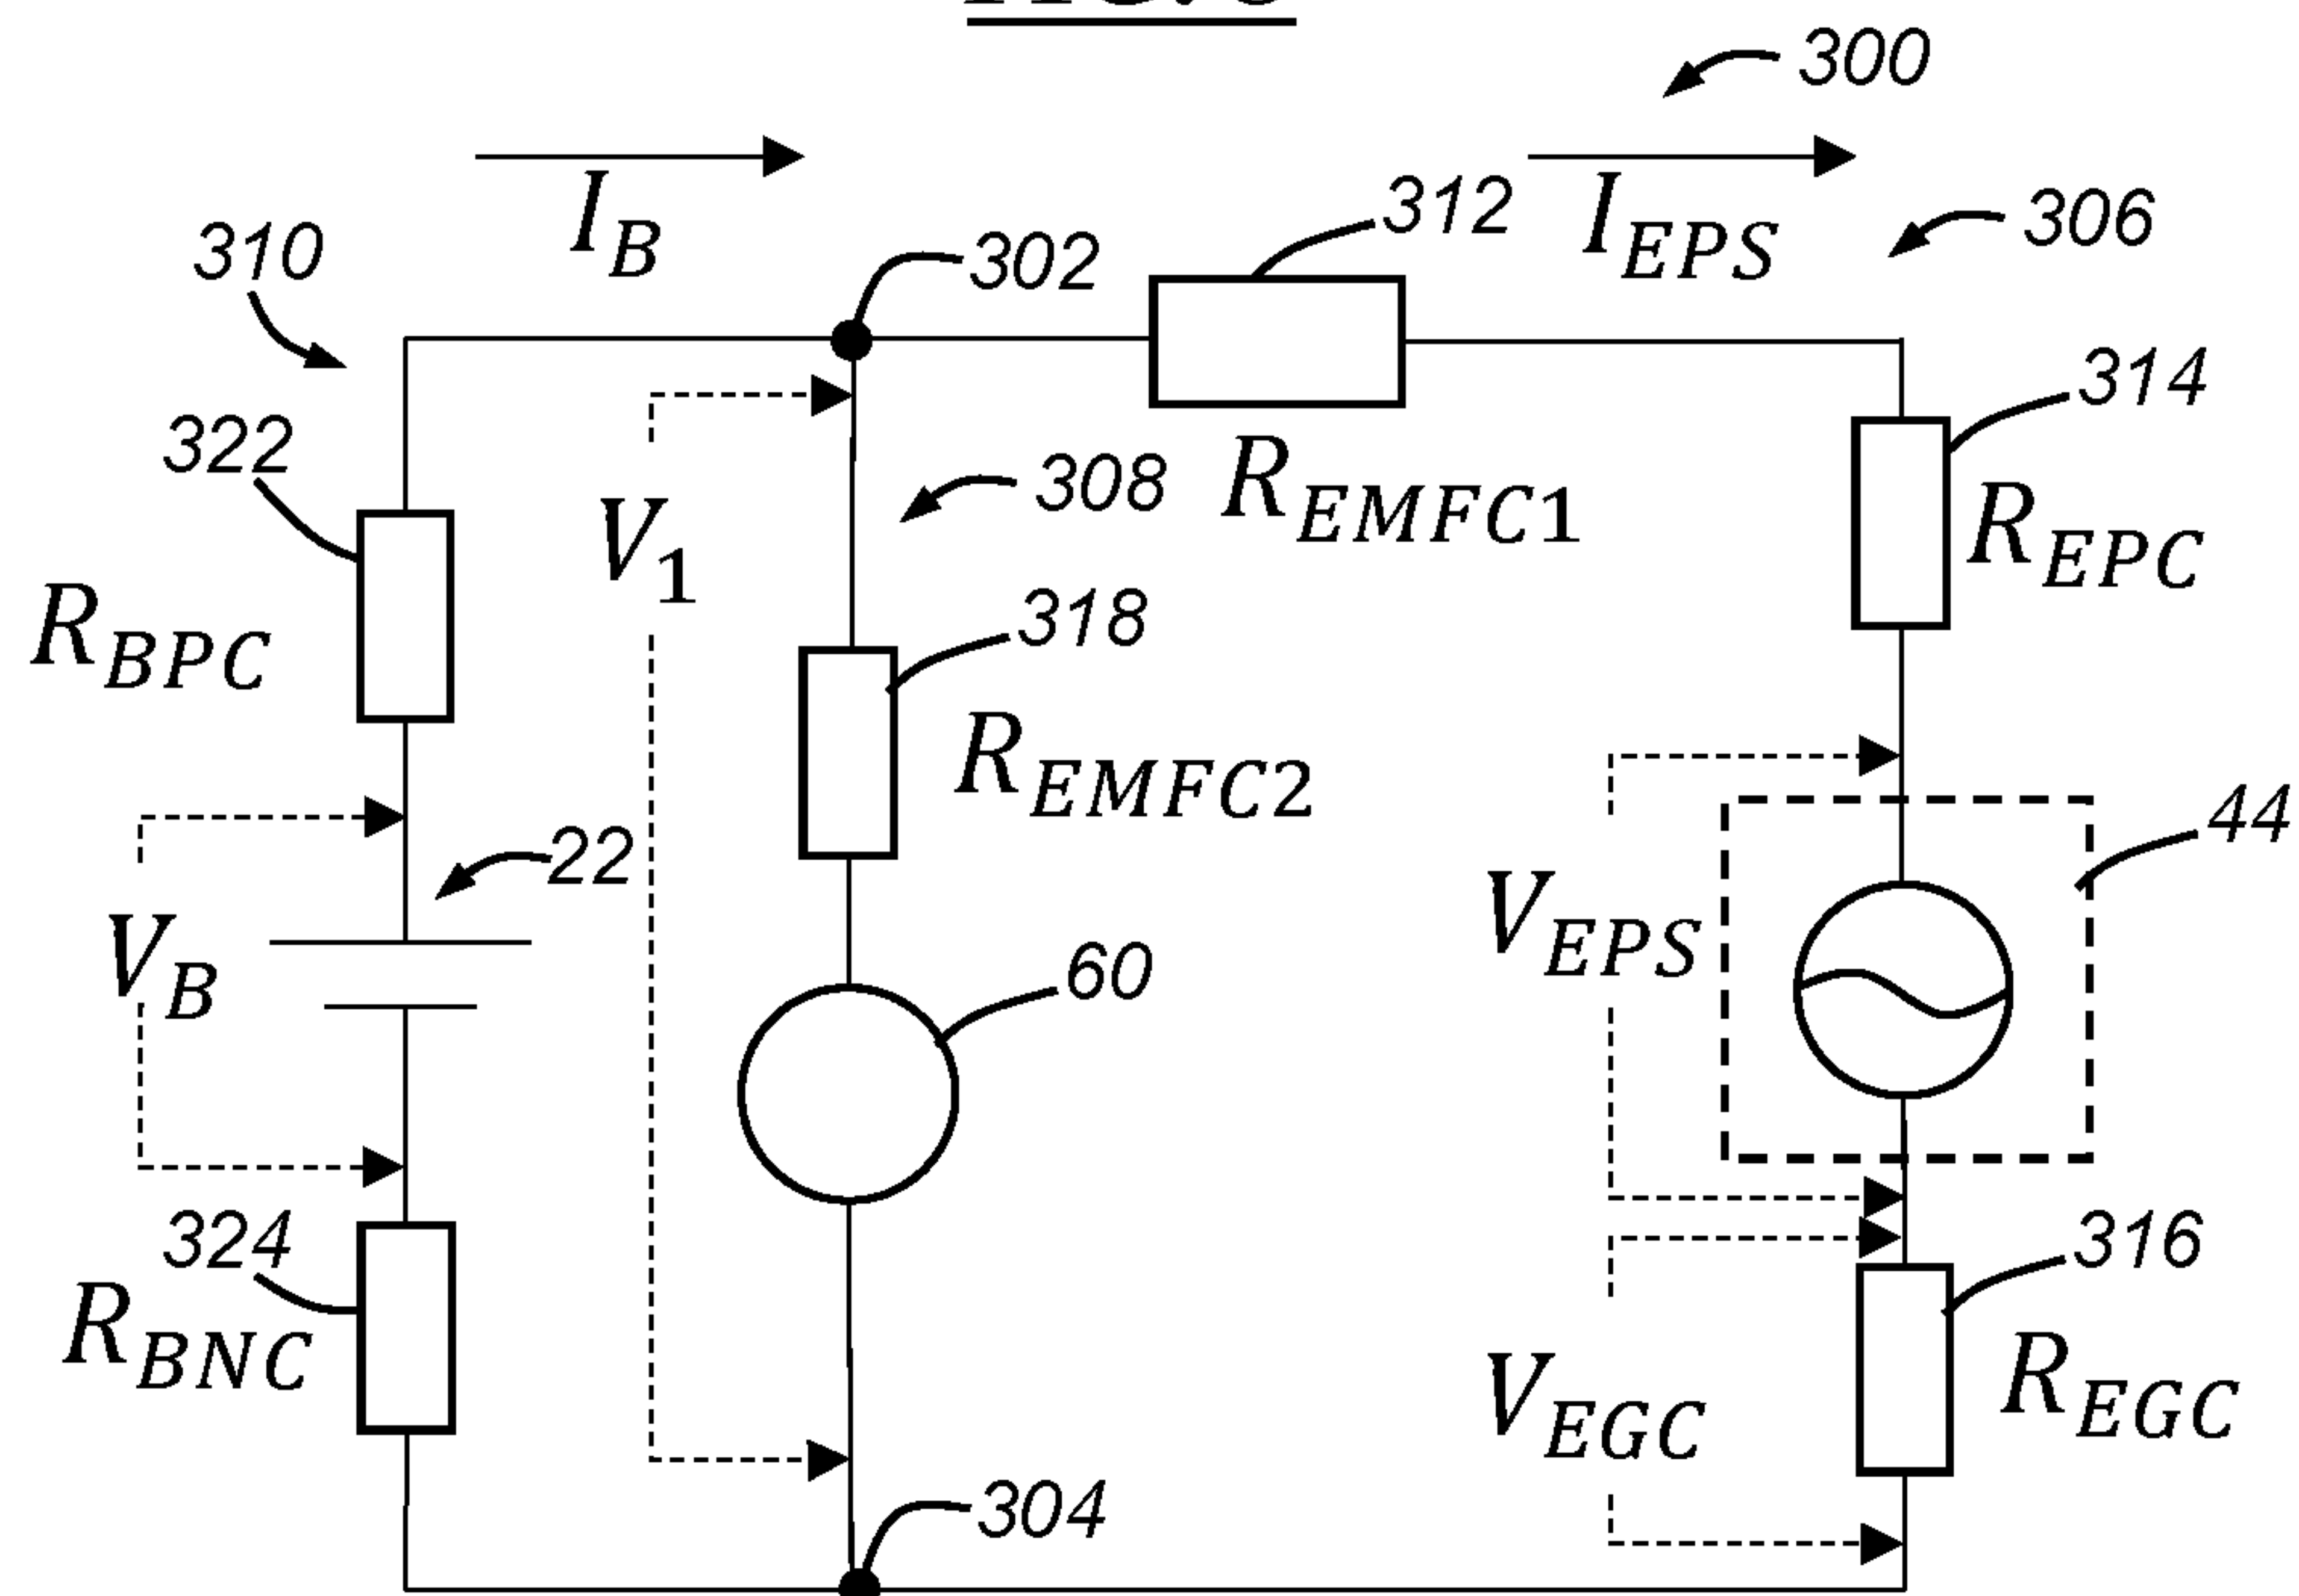 300
I_B
I_EPS
312
306
310
302
314
322
308
R_EMFC1
R_EPC
V_1
318
R_BPC
R_EMFC2
44
22
V_EPS
V_B
60
324
316
R_BNC
V_EGC
R_EGC
304